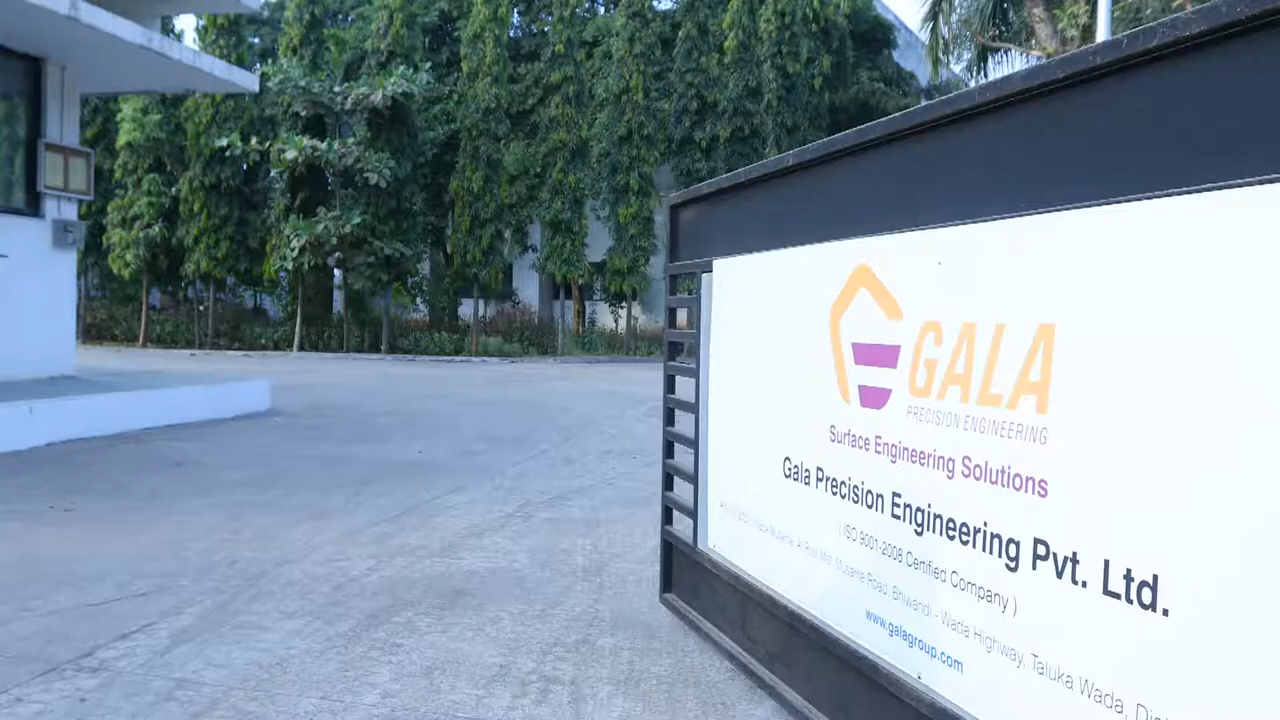 GALA
PRECISION ENGINEERING
Surface Engineering Solutions
Gala Precision Engineering Pvt. Ltd.
( ISO 9001-2008 Certified Company )
Road, Bhiwandi - Wada Highway, Taluka Wada,
www.galagroup.com